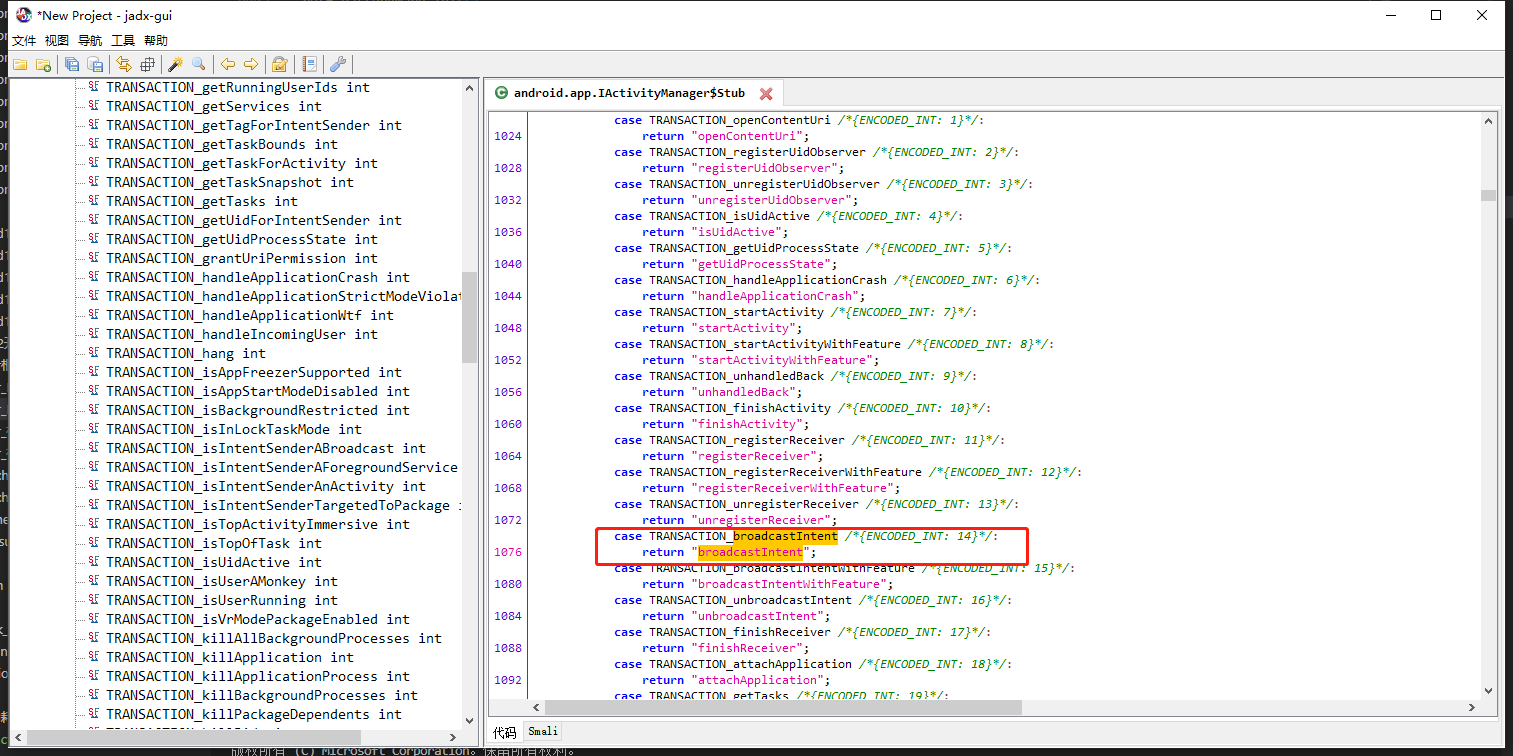 *New Project - jadx-gui
文件 视图 导航 工具 帮助
TRANSACTION_getRunningUserIds int
TRANSACTION_getServices int
TRANSACTION_getTagForIntentSender int
TRANSACTION_getTaskBounds int
TRANSACTION_getTaskForActivity int
TRANSACTION_getTaskSnapshot int
TRANSACTION_getTasks int
TRANSACTION_getUidForIntentSender int
TRANSACTION_getUidProcessState int
TRANSACTION_grantUriPermission int
TRANSACTION_handleApplicationCrash int
TRANSACTION_handleApplicationStrictModeViolat
TRANSACTION_handleApplicationWtf int
TRANSACTION_handleIncomingUser int
TRANSACTION_hang int
TRANSACTION_isAppFreezerSupported int
TRANSACTION_isAppStartModeDisabled int
TRANSACTION_isBackgroundRestricted int
TRANSACTION_isInLockTaskMode int
TRANSACTION_isIntentSenderABroadcast int
TRANSACTION_isIntentSenderAForegroundService
TRANSACTION_isIntentSenderAnActivity int
TRANSACTION_isIntentSenderTargetedToPackage i
TRANSACTION_isTopActivityImmersive int
TRANSACTION_isTopOfTask int
TRANSACTION_isUidActive int
TRANSACTION_isUserAMonkey int
TRANSACTION_isUserRunning int
TRANSACTION_isVrModePackageEnabled int
TRANSACTION_killAllBackgroundProcesses int
TRANSACTION_killApplication int
TRANSACTION_killApplicationProcess int
TRANSACTION_killBackgroundProcesses int
TRANSACTION_killPackageDependents int
android.app.IActivityManager$Stub
case TRANSACTION_openContentUri /*{ENCODED_INT: 1}*/:
1024 return "openContentUri";
case TRANSACTION_registerUidObserver /*{ENCODED_INT: 2}*/:
1028 return "registerUidObserver";
case TRANSACTION_unregisterUidObserver /*{ENCODED_INT: 3}*/:
1032 return "unregisterUidObserver";
case TRANSACTION_isUidActive /*{ENCODED_INT: 4}*/:
1036 return "isUidActive";
case TRANSACTION_getUidProcessState /*{ENCODED_INT: 5}*/:
1040 return "getUidProcessState";
case TRANSACTION_handleApplicationCrash /*{ENCODED_INT: 6}*/:
1044 return "handleApplicationCrash";
case TRANSACTION_startActivity /*{ENCODED_INT: 7}*/:
1048 return "startActivity";
case TRANSACTION_startActivityWithFeature /*{ENCODED_INT: 8}*/:
1052 return "startActivityWithFeature";
case TRANSACTION_unhandledBack /*{ENCODED_INT: 9}*/:
1056 return "unhandledBack";
case TRANSACTION_finishActivity /*{ENCODED_INT: 10}*/:
1060 return "finishActivity";
case TRANSACTION_registerReceiver /*{ENCODED_INT: 11}*/:
1064 return "registerReceiver";
case TRANSACTION_registerReceiverWithFeature /*{ENCODED_INT: 12}*/:
1068 return "registerReceiverWithFeature";
case TRANSACTION_unregisterReceiver /*{ENCODED_INT: 13}*/:
1072 return "unregisterReceiver";
case TRANSACTION_broadcastIntent /*{ENCODED_INT: 14}*/:
1076 return "broadcastIntent";
case TRANSACTION_broadcastIntentWithFeature /*{ENCODED_INT: 15}*/:
1080 return "broadcastIntentWithFeature";
case TRANSACTION_unbroadcastIntent /*{ENCODED_INT: 16}*/:
1084 return "unbroadcastIntent";
case TRANSACTION_finishReceiver /*{ENCODED_INT: 17}*/:
1088 return "finishReceiver";
case TRANSACTION_attachApplication /*{ENCODED_INT: 18}*/:
1092 return "attachApplication";
case TRANSACTION_getTasks /*{ENCODED_INT: 19}*/:
代码 Smali
版权所有 (C) Microsoft Corporation。保留所有权利。